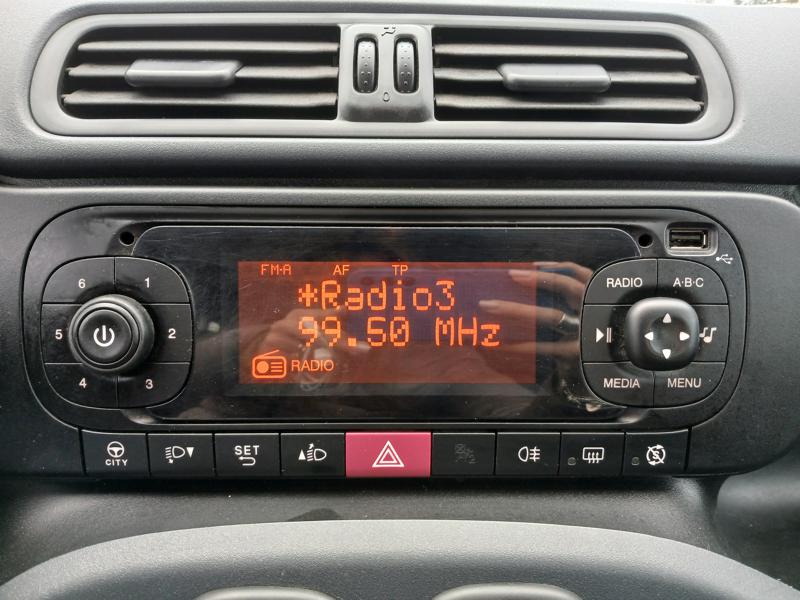 FM·A AF TP
*Radio3
99.50 MHz
RADIO
6 1
5 2
4 3
RADIO A·B·C
MEDIA MENU
CITY
SET